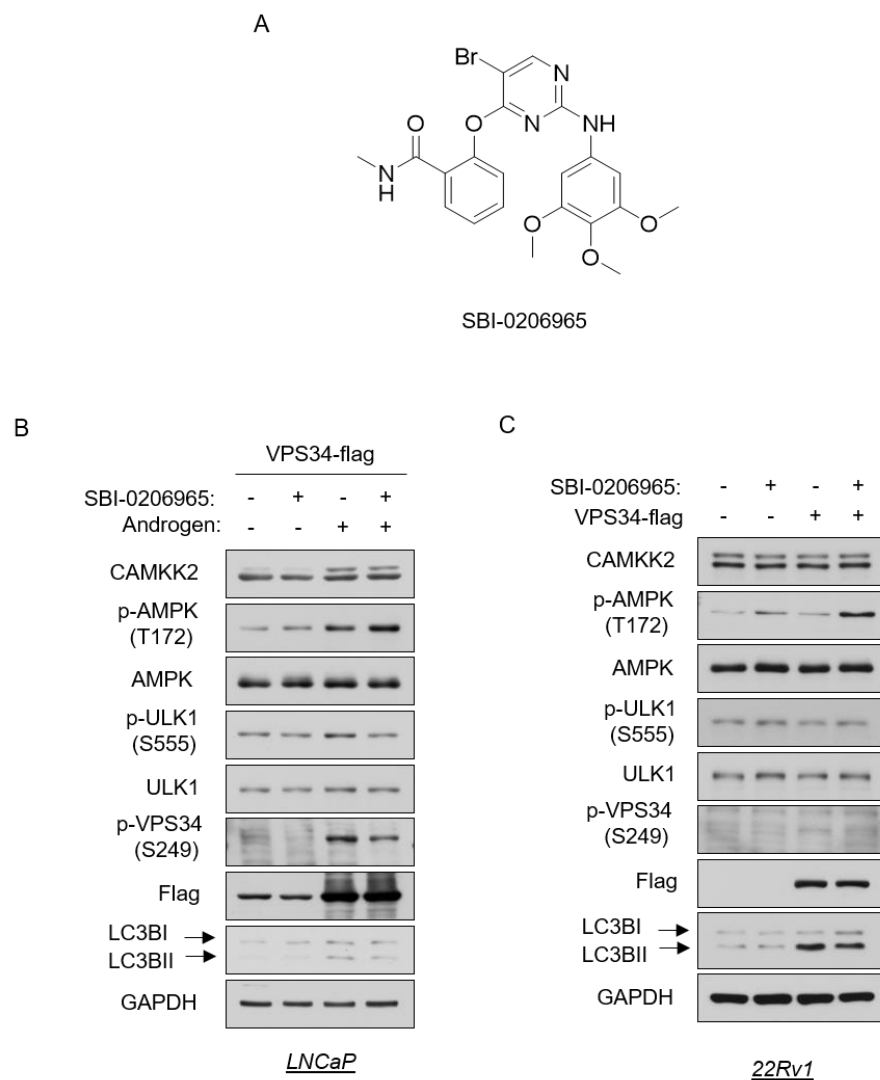 A
Br
N
N
NH
O
O
N
H
O
O
O
SBI-0206965
B
VPS34-flag
SBI-0206965: - + - +
Androgen: - - + +
CAMKK2
p-AMPK
(T172)
AMPK
p-ULK1
(S555)
ULK1
p-VPS34
(S249)
Flag
LC3BI
LC3BII
GAPDH
LNCaP
C
SBI-0206965: - + - +
VPS34-flag - - + +
CAMKK2
p-AMPK
(T172)
AMPK
p-ULK1
(S555)
ULK1
p-VPS34
(S249)
Flag
LC3BI
LC3BII
GAPDH
22Rv1